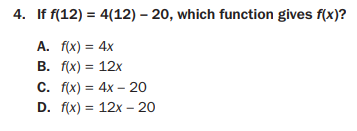 4. If f(12) = 4(12) – 20, which function gives f(x)?
A. f(x) = 4x
B. f(x) = 12x
C. f(x) = 4x – 20
D. f(x) = 12x – 20